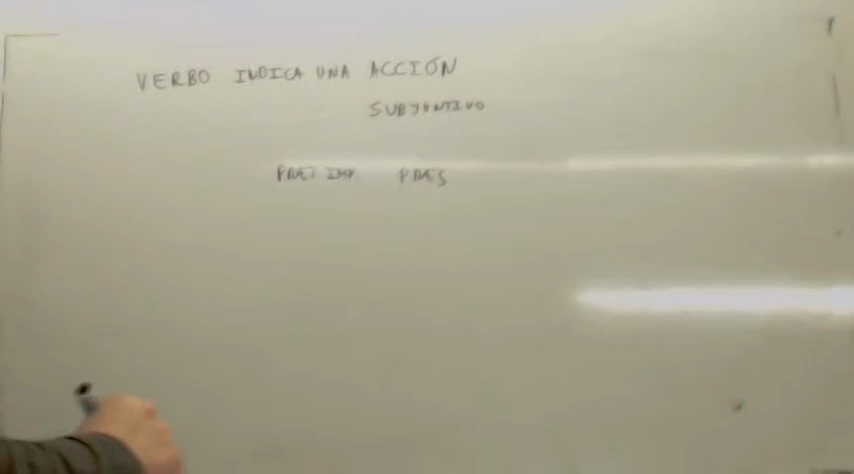 VERBO INDICA UNA ACCIÓN
SUBJUNTIVO
PRET IMP PRES